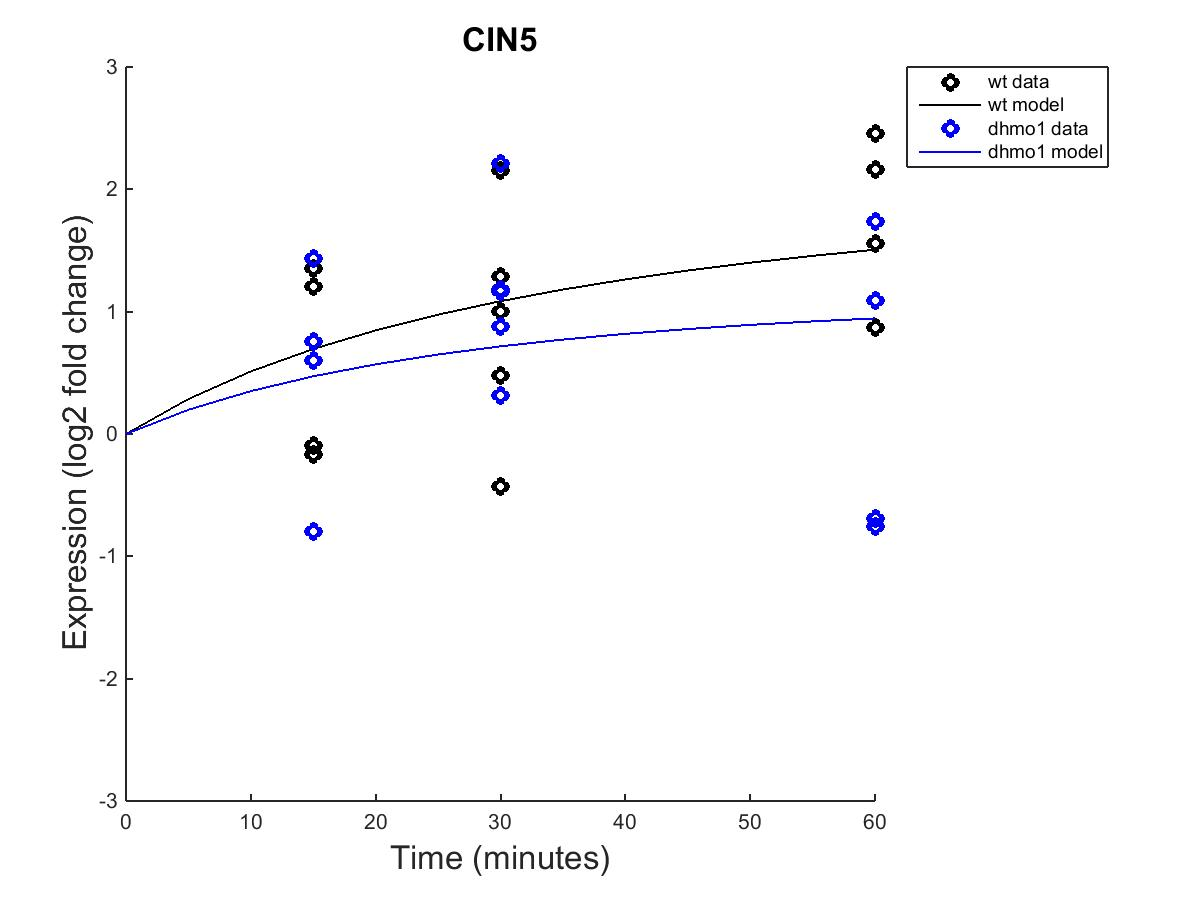 CIN5
wt data
wt model
dhmo1 data
dhmo1 model
Expression (log2 fold change)
3
2
1
0
-1
-2
-3
0 10 20 30 40 50 60
Time (minutes)